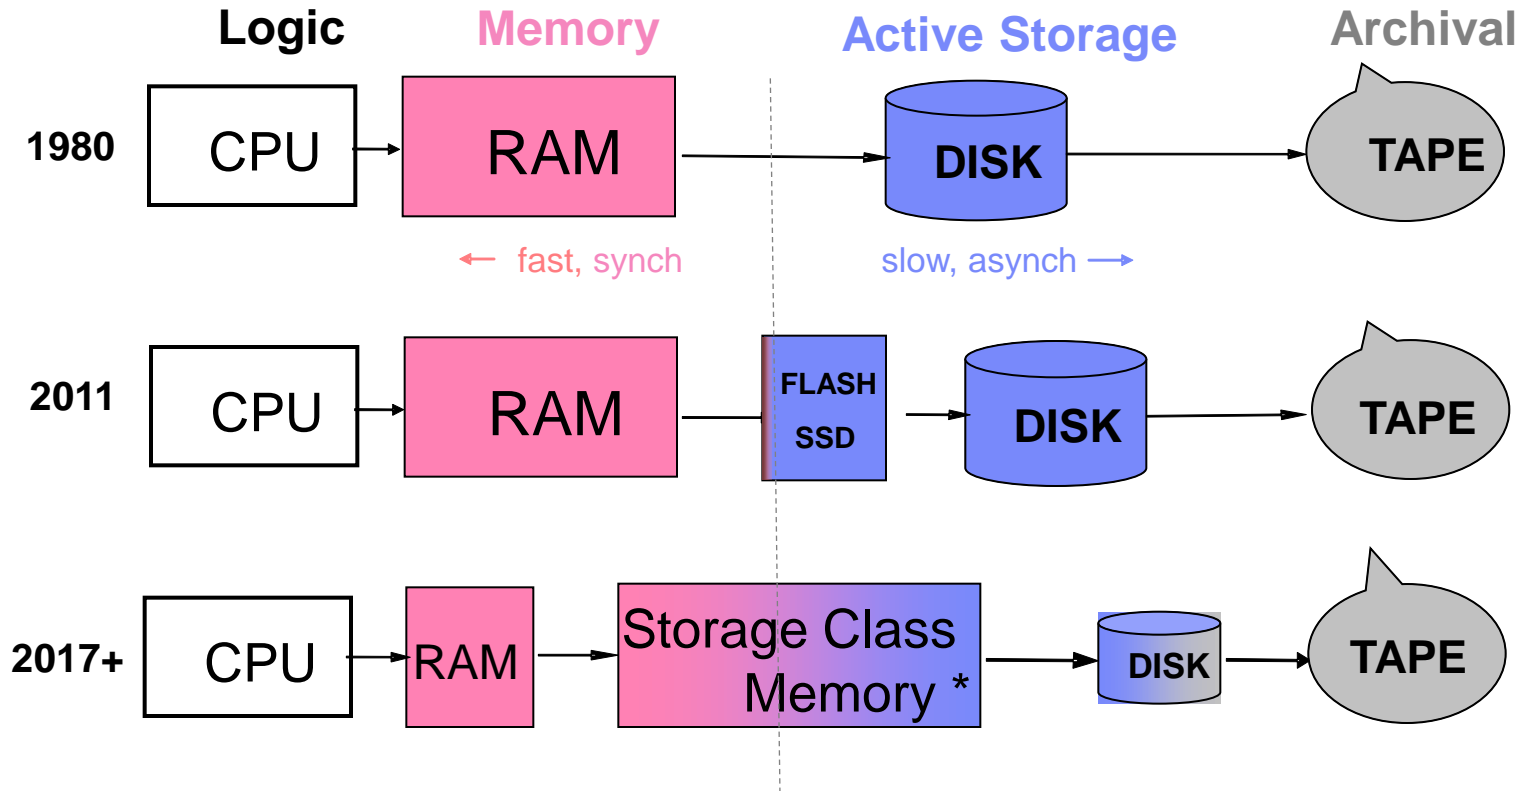 Logic Memory Active Storage Archival
1980 CPU RAM DISK TAPE
fast, synch slow, asynch
2011 CPU RAM FLASH SSD DISK TAPE
2017+ CPU RAM Storage Class Memory * DISK TAPE